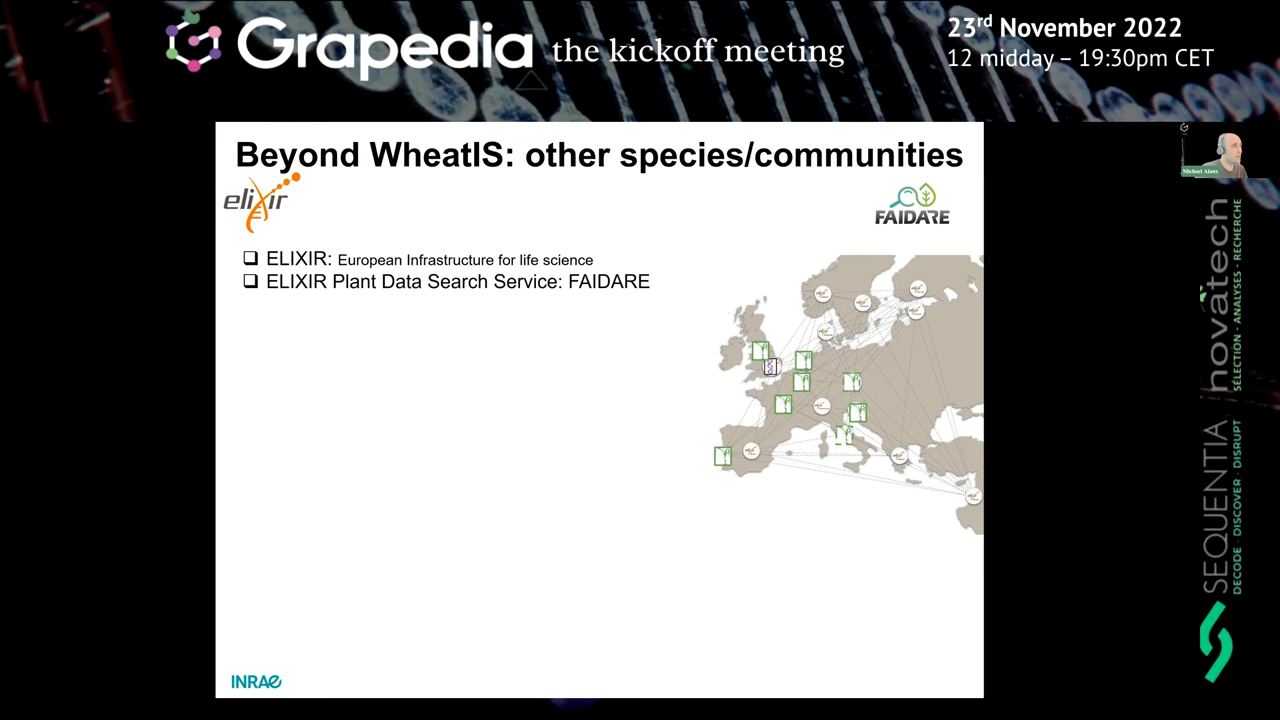 Grapedia the kickoff meeting
23rd November 2022
12 midday – 19:30pm CET
Beyond WheatIS: other species/communities
elixir
FAIDARE
❑ ELIXIR: European Infrastructure for life science
❑ ELIXIR Plant Data Search Service: FAIDARE
INRAE
Michael Alaux
novatech
SÉLECTION - ANALYSES - RECHERCHE
SEQUENTIA
DECODE · DISCOVER · DISRUPT